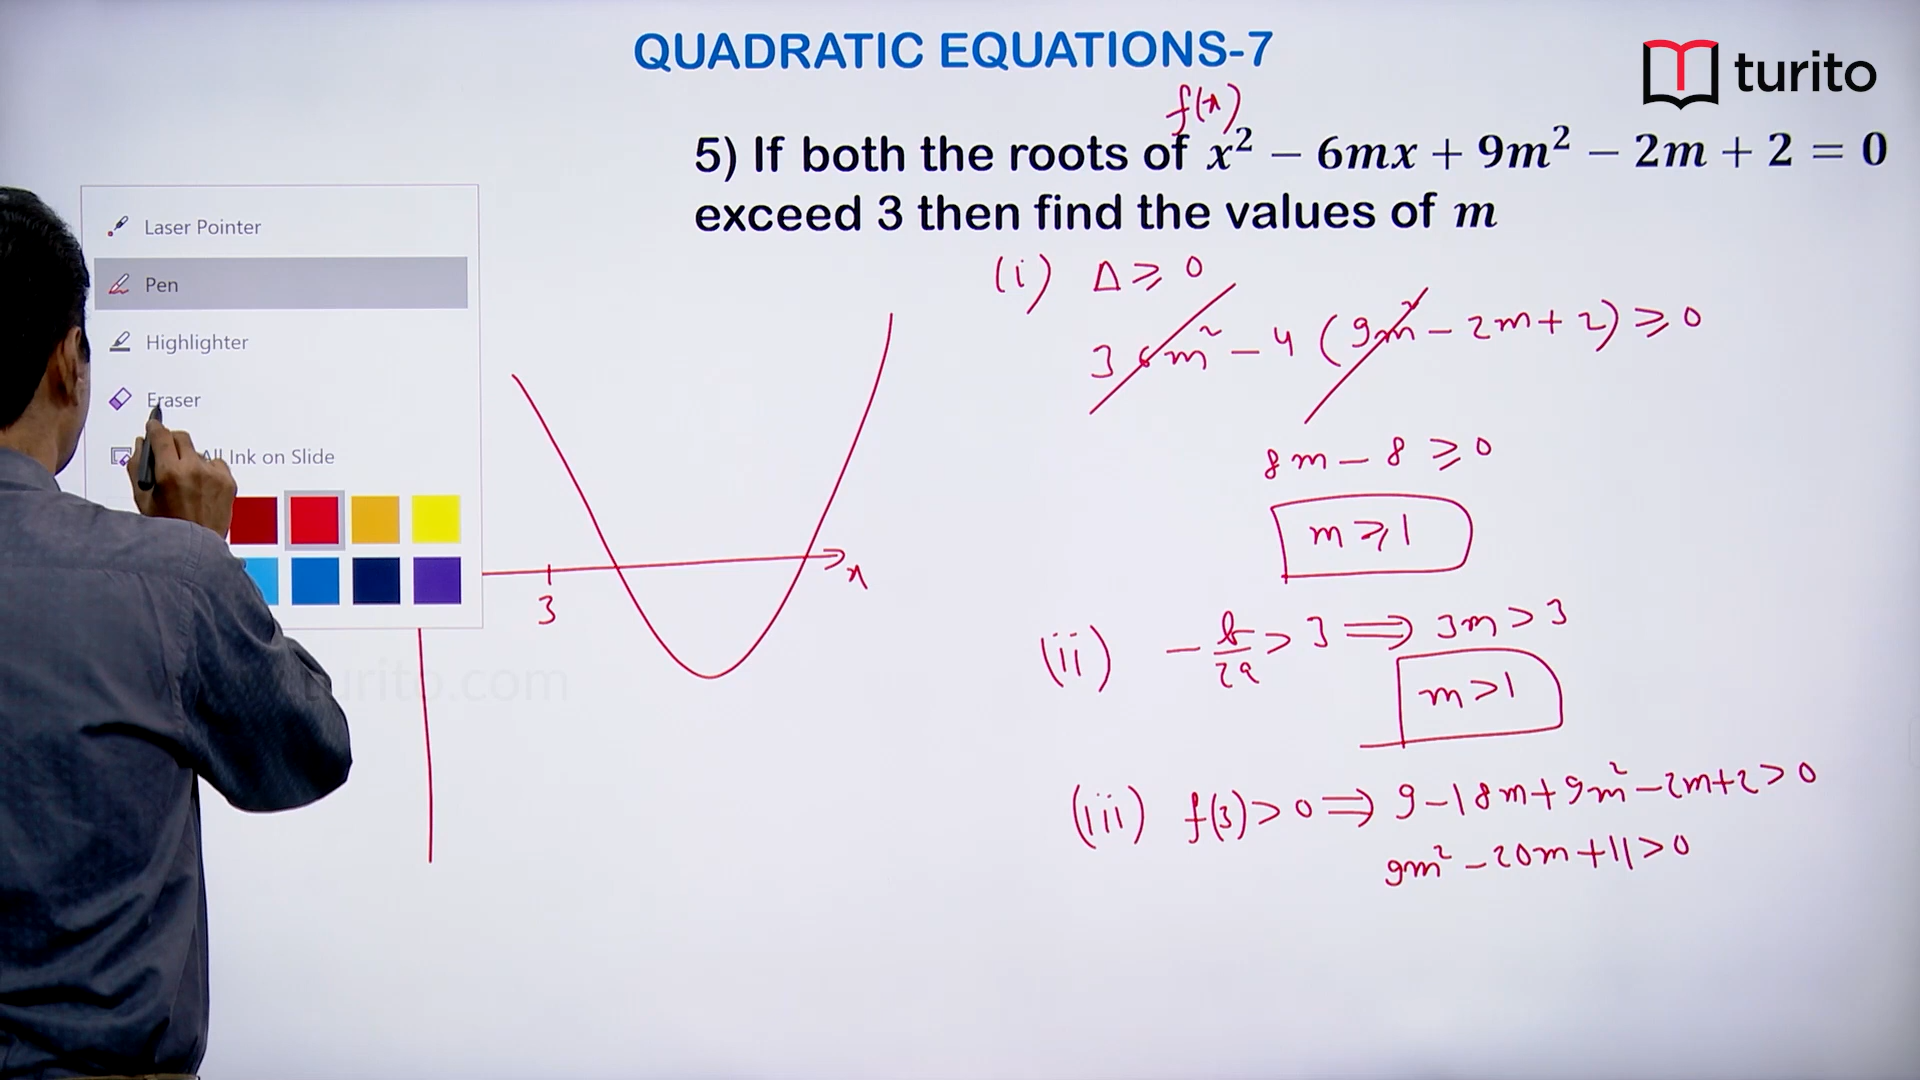 QUADRATIC EQUATIONS-7
turito
f(x)
5) If both the roots of x² − 6mx + 9m² − 2m + 2 = 0
exceed 3 then find the values of m
Laser Pointer
Pen
Highlighter
Eraser
All Ink on Slide
(i) Δ ⩾ 0
36m² − 4 (9m² − 2m + 2) ⩾ 0
8m − 8 ⩾ 0
m ⩾ 1
3
x
(ii) −b/2a > 3 ⟹ 3m > 3
m > 1
turito.com
(iii) f(3) > 0 ⟹ 9 − 18m + 9m² − 2m + 2 > 0
9m² − 20m + 11 > 0